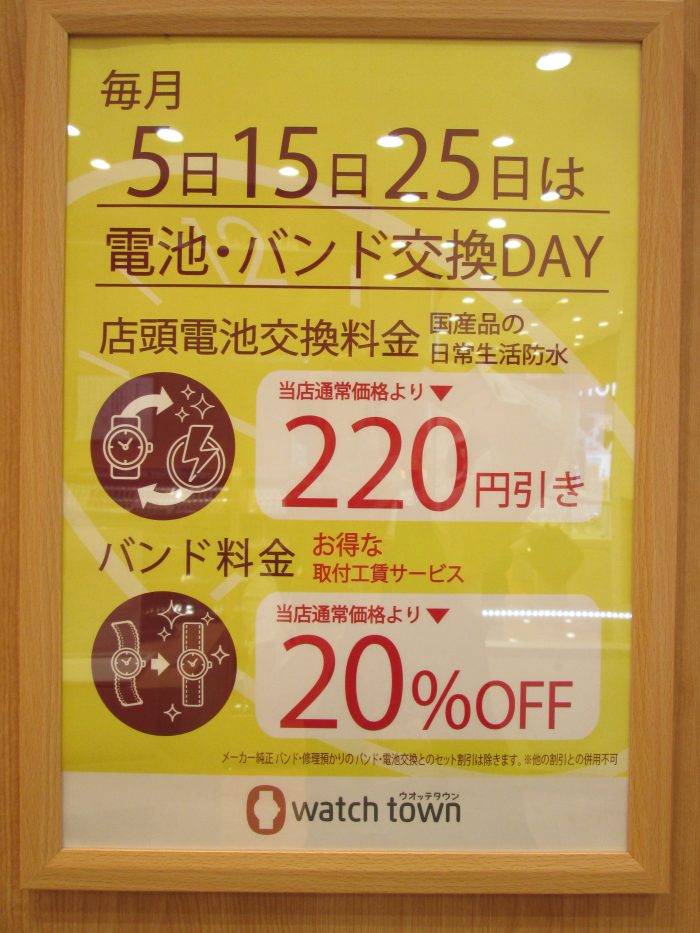 毎月
5日15日25日は
電池・バンド交換DAY
店頭電池交換料金 国産品の
日常生活防水
当店通常価格より▼
220円引き
バンド料金 お得な
取付工賃サービス
当店通常価格より▼
20%OFF
メーカー純正バンド・修理預かりのバンド・電池交換とのセット割引は除きます。※他の割引との併用不可
ウオッチタウン
watch town